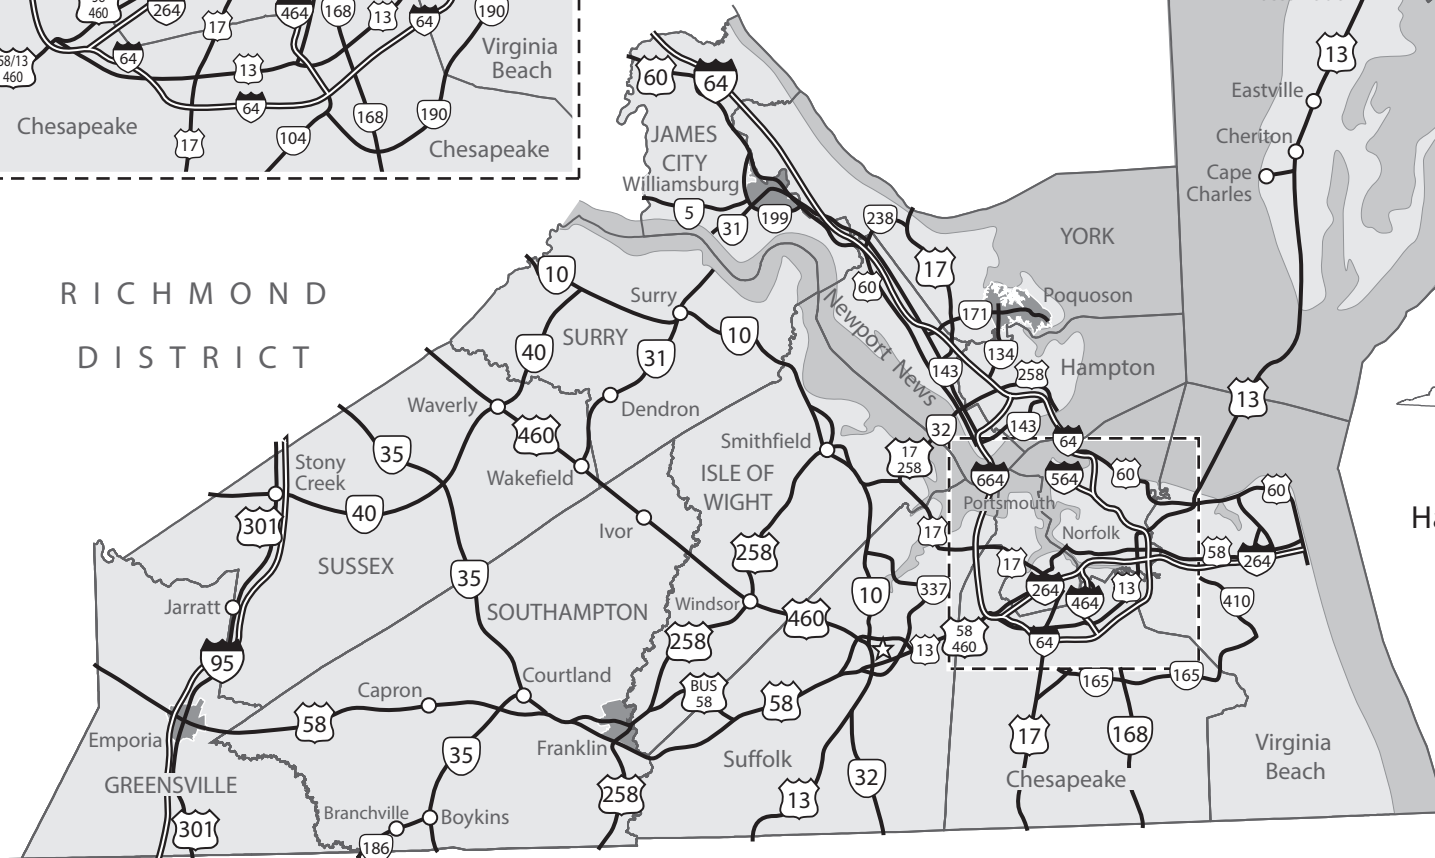 58
460
264
17
464
168
13
64
190
58/13
460
64
13
Virginia
Beach
64
Chesapeake
17
104
168
190
Chesapeake
60
64
JAMES
CITY
Williamsburg
5
31
199
238
YORK
17
13
Eastville
Cheriton
Cape
Charles
RICHMOND
DISTRICT
10
Surry
SURRY
10
40
31
60
Newport News
171
Poquoson
134
143
258
Hampton
13
Waverly
460
Dendron
35
Stony
Creek
Wakefield
Smithfield
ISLE OF
WIGHT
17
258
32
143
64
664
564
60
60
Portsmouth
301
40
Ivor
258
17
Norfolk
58
264
SUSSEX
35
17
264
464
13
410
Jarratt
SOUTHAMPTON
Windsor
460
10
337
95
258
13
58
460
64
Courtland
BUS
58
58
165
165
Capron
58
Emporia
35
Franklin
Suffolk
17
168
Virginia
Beach
GREENSVILLE
258
13
32
Chesapeake
301
Branchville
Boykins
186